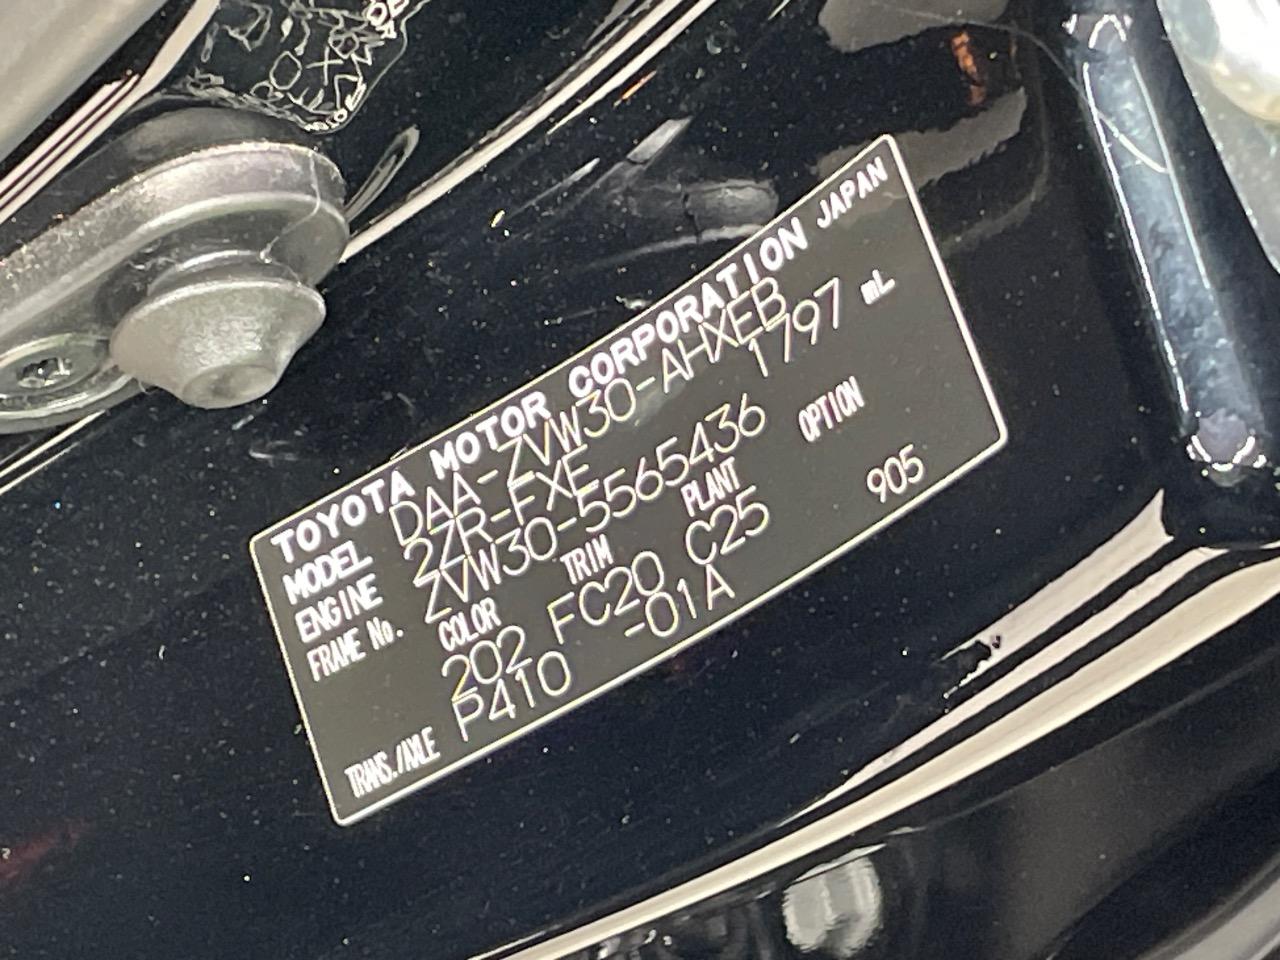 TOYOTA MOTOR CORPORATION JAPAN
MODEL DAA-ZVW30-AHXEB
ENGINE 2ZR-FXE 1797 mL
FRAME No. ZVW30-5565436
COLOR TRIM PLANT OPTION
202 FC20 C25 905
TRANS./AXLE P410 -01A